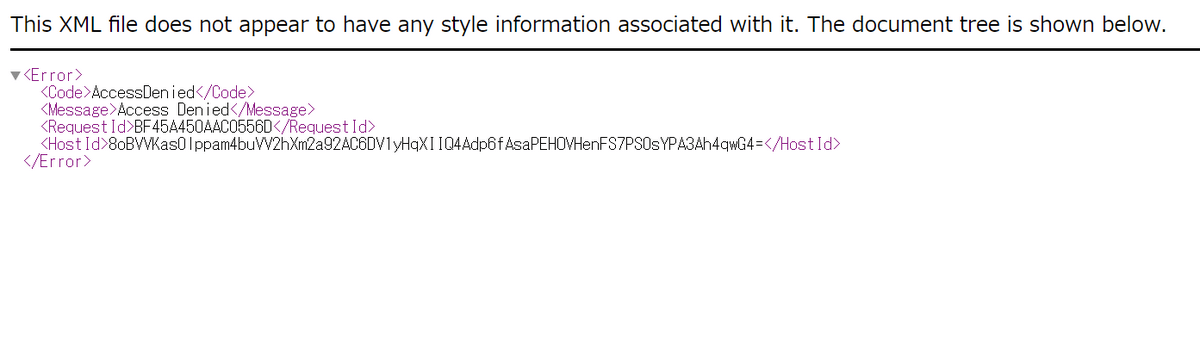 This XML file does not appear to have any style information associated with it. The document tree is shown below.
▼<Error>
<Code>AccessDenied</Code>
<Message>Access Denied</Message>
<RequestId>BF45A450AAC0556D</RequestId>
<HostId>8oBVVKasOIppam4buVV2hXm2a92AC6DV1yHqXIIQ4Adp6fAsaPEHOVHenFS7PSOsYPA3Ah4qwG4=</HostId>
</Error>